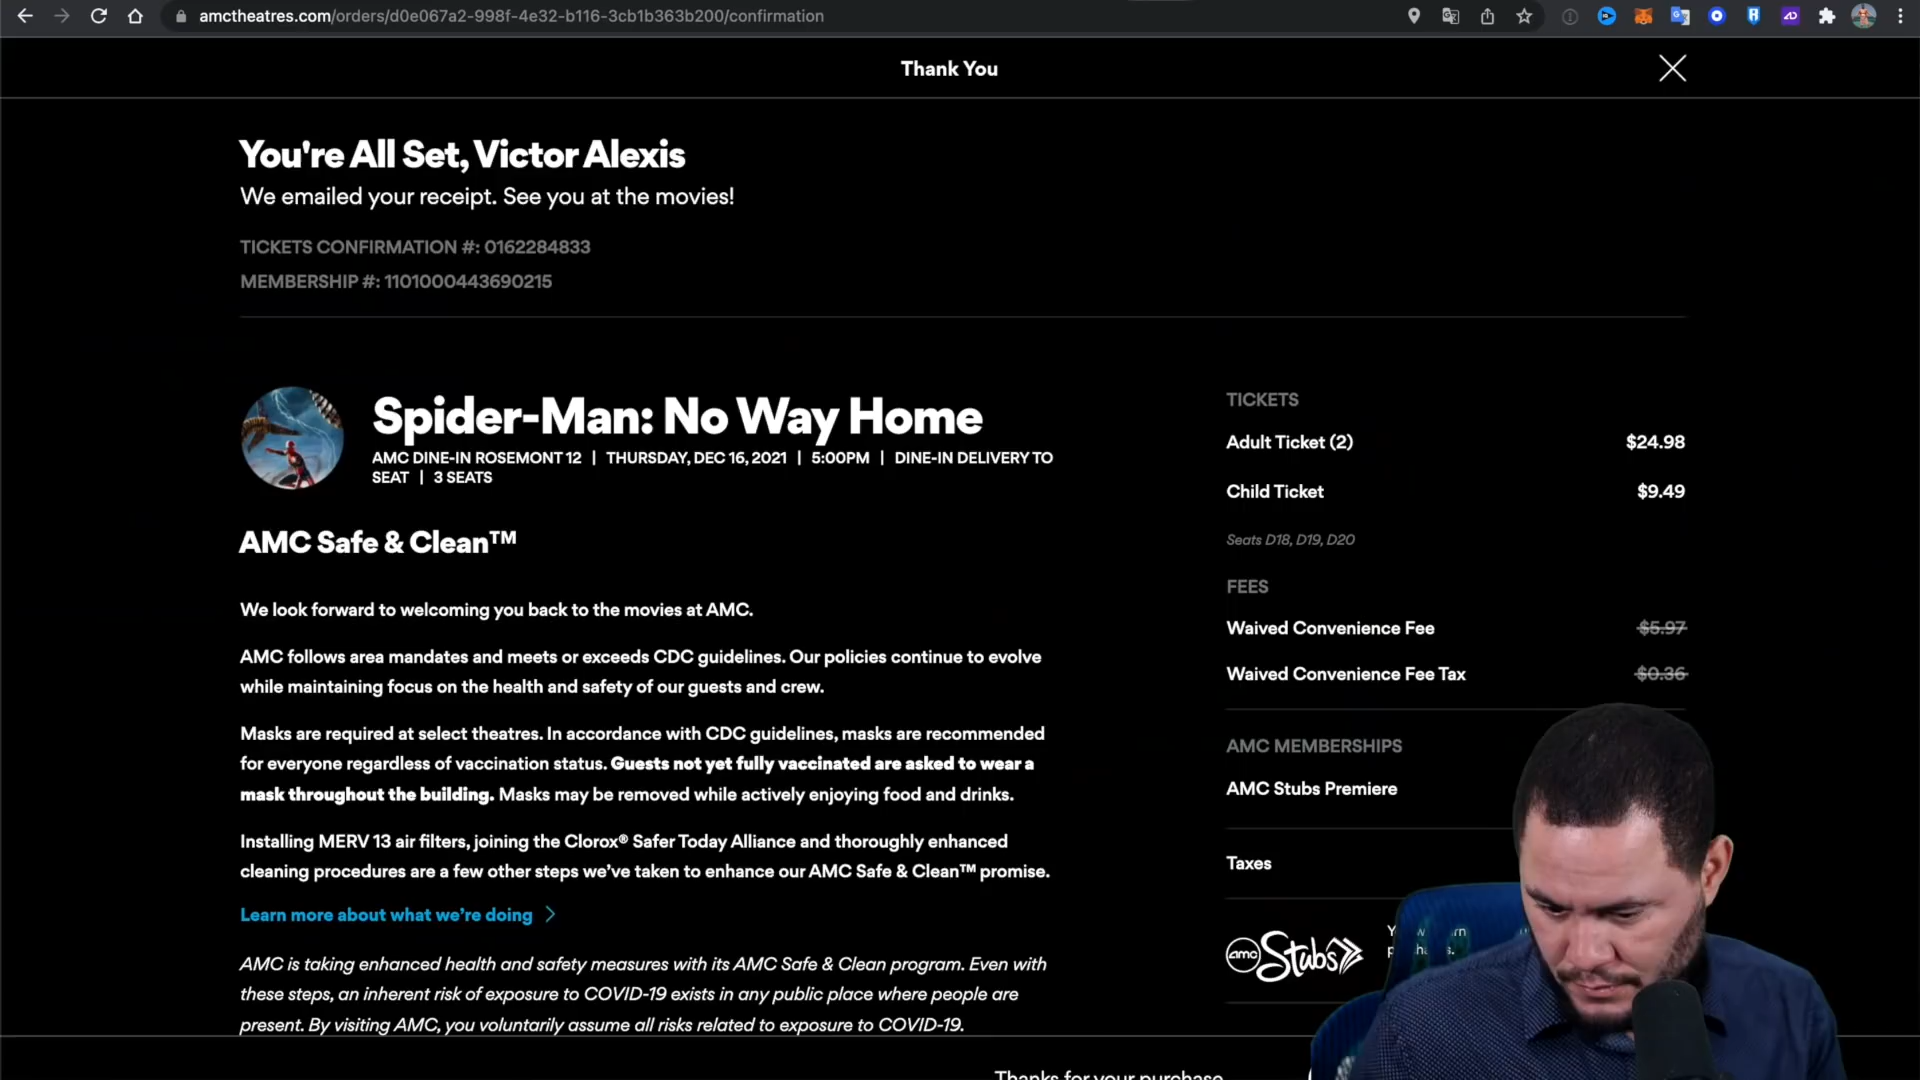 amctheatres.com/orders/d0e067a2-998f-4e32-b116-3cb1b363b200/confirmation
Thank You
You're All Set, Victor Alexis
We emailed your receipt. See you at the movies!
TICKETS CONFIRMATION #: 0162284833
MEMBERSHIP #: 1101000443690215
Spider-Man: No Way Home
AMC DINE-IN ROSEMONT 12 | THURSDAY, DEC 16, 2021 | 5:00PM | DINE-IN DELIVERY TO
SEAT | 3 SEATS
AMC Safe & Clean™
We look forward to welcoming you back to the movies at AMC.
AMC follows area mandates and meets or exceeds CDC guidelines. Our policies continue to evolve
while maintaining focus on the health and safety of our guests and crew.
Masks are required at select theatres. In accordance with CDC guidelines, masks are recommended
for everyone regardless of vaccination status. Guests not yet fully vaccinated are asked to wear a
mask throughout the building. Masks may be removed while actively enjoying food and drinks.
Installing MERV 13 air filters, joining the Clorox® Safer Today Alliance and thoroughly enhanced
cleaning procedures are a few other steps we've taken to enhance our AMC Safe & Clean™ promise.
Learn more about what we're doing
AMC is taking enhanced health and safety measures with its AMC Safe & Clean program. Even with
these steps, an inherent risk of exposure to COVID-19 exists in any public place where people are
present. By visiting AMC, you voluntarily assume all risks related to exposure to COVID-19.
TICKETS
Adult Ticket (2) $24.98
Child Ticket $9.49
Seats D18, D19, D20
FEES
Waived Convenience Fee $5.97
Waived Convenience Fee Tax $0.36
AMC MEMBERSHIPS
AMC Stubs Premiere
Taxes
amc Stubs
Thanks for your purchase